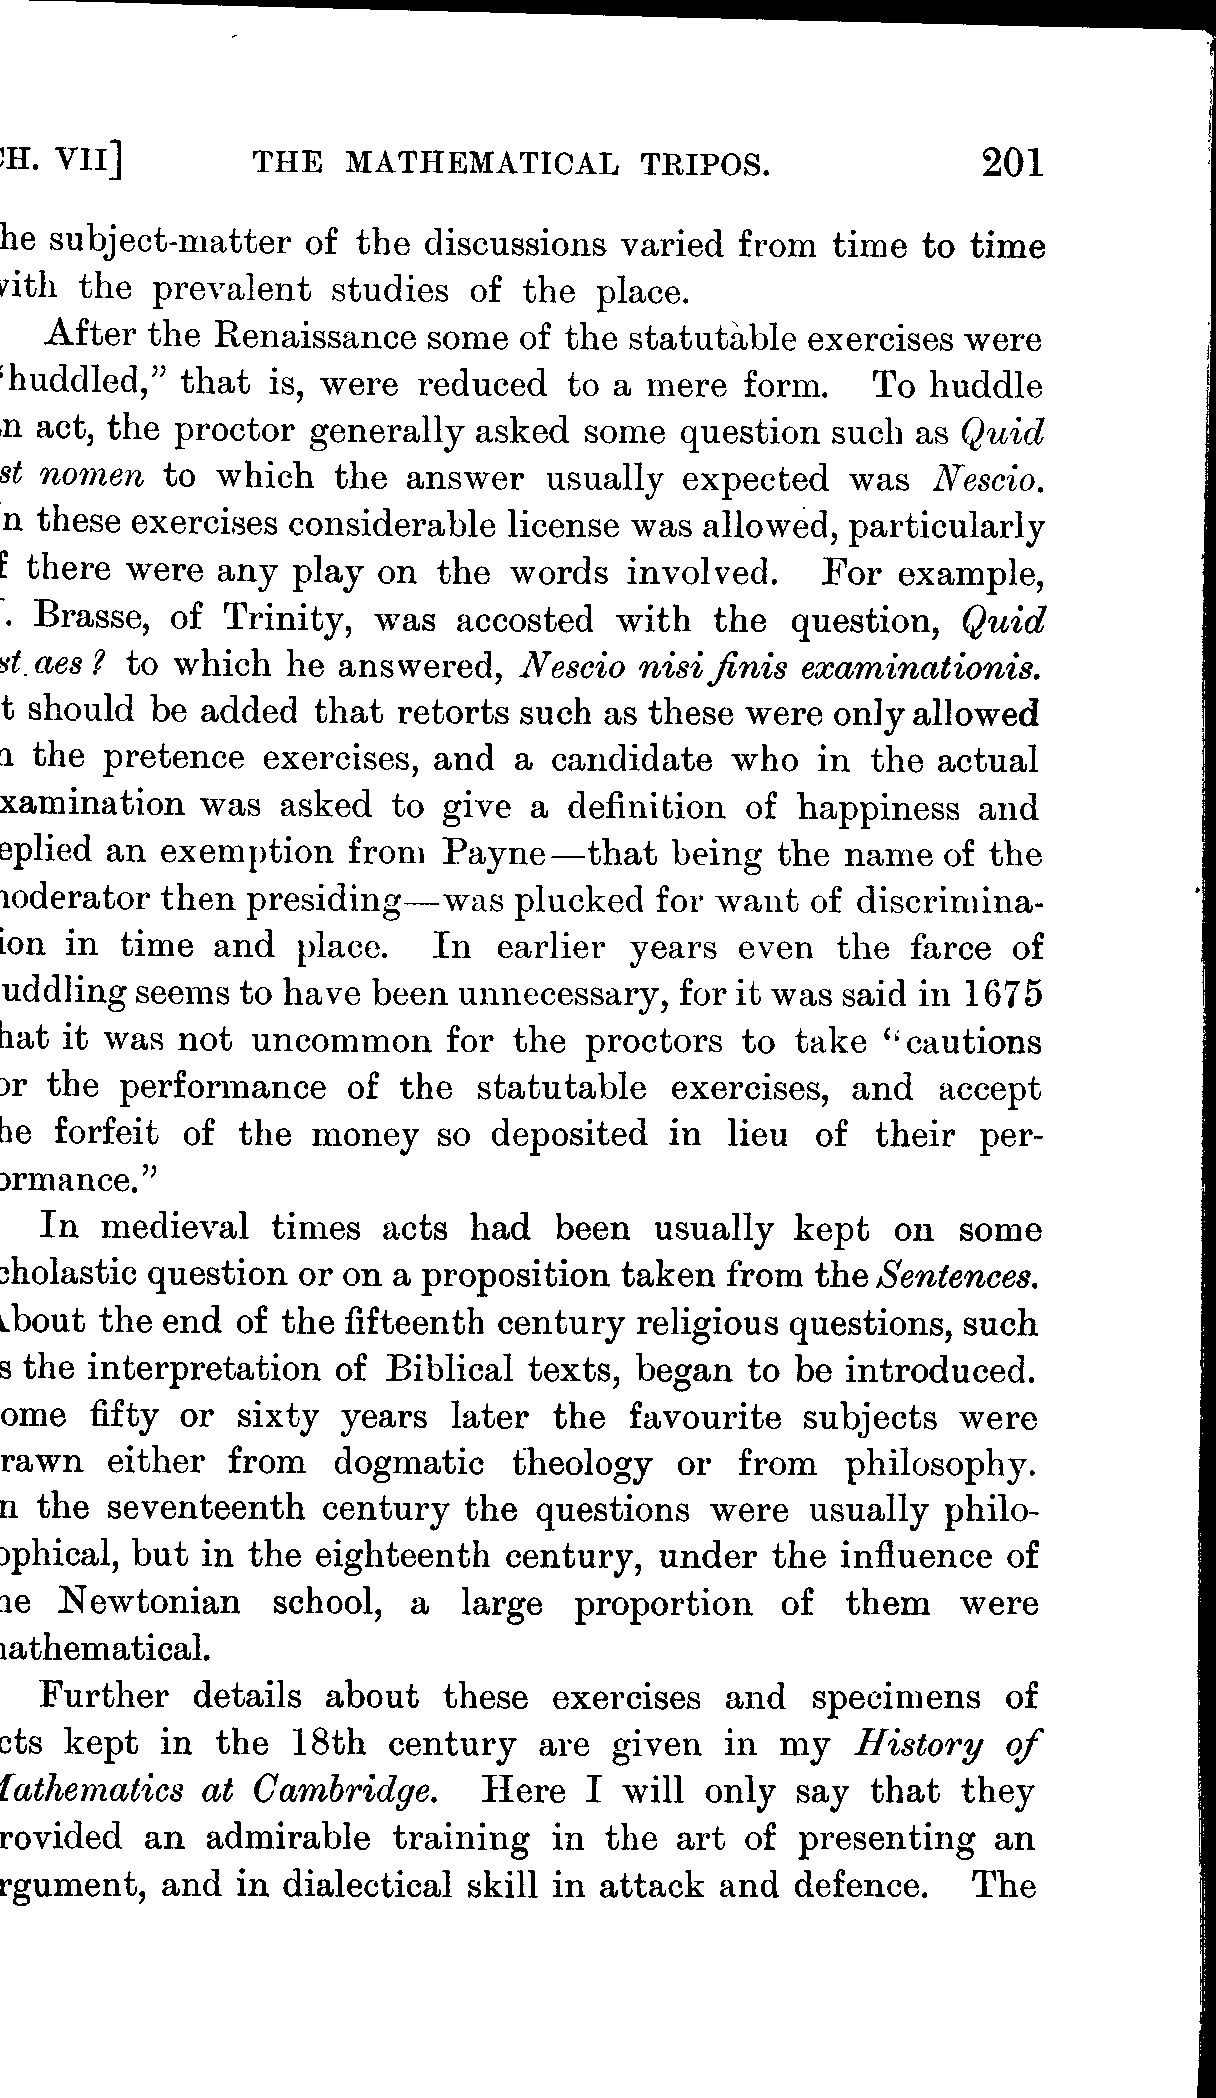 CH. VII] THE MATHEMATICAL TRIPOS. 201
he subject-matter of the discussions varied from time to time
with the prevalent studies of the place.
After the Renaissance some of the statutable exercises were
"huddled," that is, were reduced to a mere form. To huddle
n act, the proctor generally asked some question such as Quid
st nomen to which the answer usually expected was Nescio.
n these exercises considerable license was allowed, particularly
f there were any play on the words involved. For example,
. Brasse, of Trinity, was accosted with the question, Quid
st aes? to which he answered, Nescio nisi finis examinationis.
t should be added that retorts such as these were only allowed
n the pretence exercises, and a candidate who in the actual
xamination was asked to give a definition of happiness and
eplied an exemption from Payne—that being the name of the
moderator then presiding—was plucked for want of discrimina-
ion in time and place. In earlier years even the farce of
uddling seems to have been unnecessary, for it was said in 1675
hat it was not uncommon for the proctors to take "cautions
or the performance of the statutable exercises, and accept
he forfeit of the money so deposited in lieu of their per-
ormance."
In medieval times acts had been usually kept on some
cholastic question or on a proposition taken from the Sentences.
About the end of the fifteenth century religious questions, such
s the interpretation of Biblical texts, began to be introduced.
ome fifty or sixty years later the favourite subjects were
rawn either from dogmatic theology or from philosophy.
n the seventeenth century the questions were usually philo-
ophical, but in the eighteenth century, under the influence of
he Newtonian school, a large proportion of them were
mathematical.
Further details about these exercises and specimens of
cts kept in the 18th century are given in my History of
Mathematics at Cambridge. Here I will only say that they
rovided an admirable training in the art of presenting an
rgument, and in dialectical skill in attack and defence. The